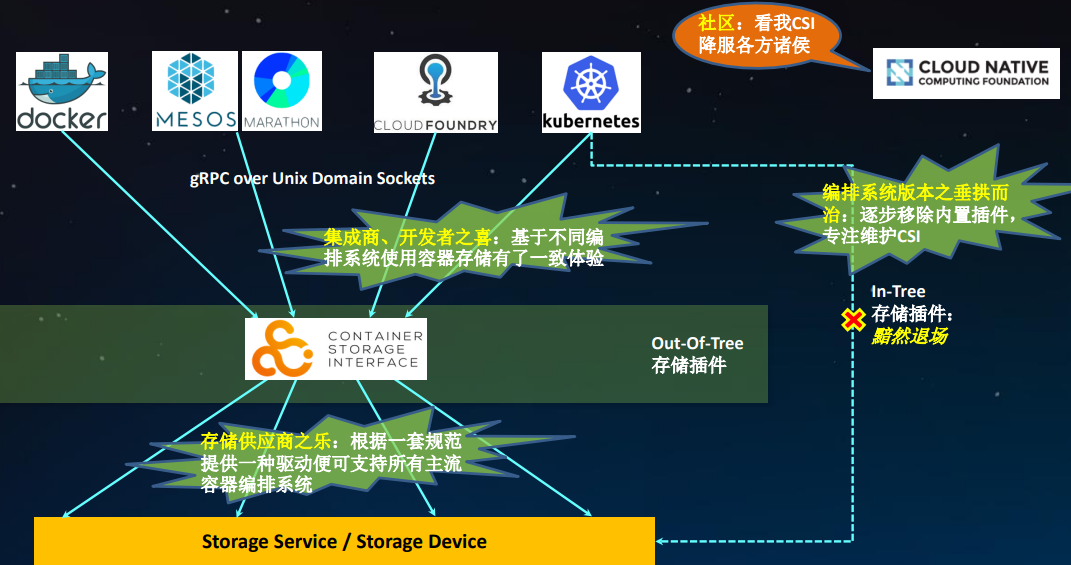 社区：看我CSI
降服各方诸侯
CLOUD NATIVE
COMPUTING FOUNDATION
docker
MESOS
MARATHON
CLOUDFOUNDRY
kubernetes
gRPC over Unix Domain Sockets
编排系统版本之垂拱而
治：逐步移除内置插件，
专注维护CSI
集成商、开发者之喜：基于不同编
排系统使用容器存储有了一致体验
In-Tree
存储插件：
黯然退场
CONTAINER
STORAGE
INTERFACE
Out-Of-Tree
存储插件
存储供应商之乐：根据一套规范
提供一种驱动便可支持所有主流
容器编排系统
Storage Service / Storage Device